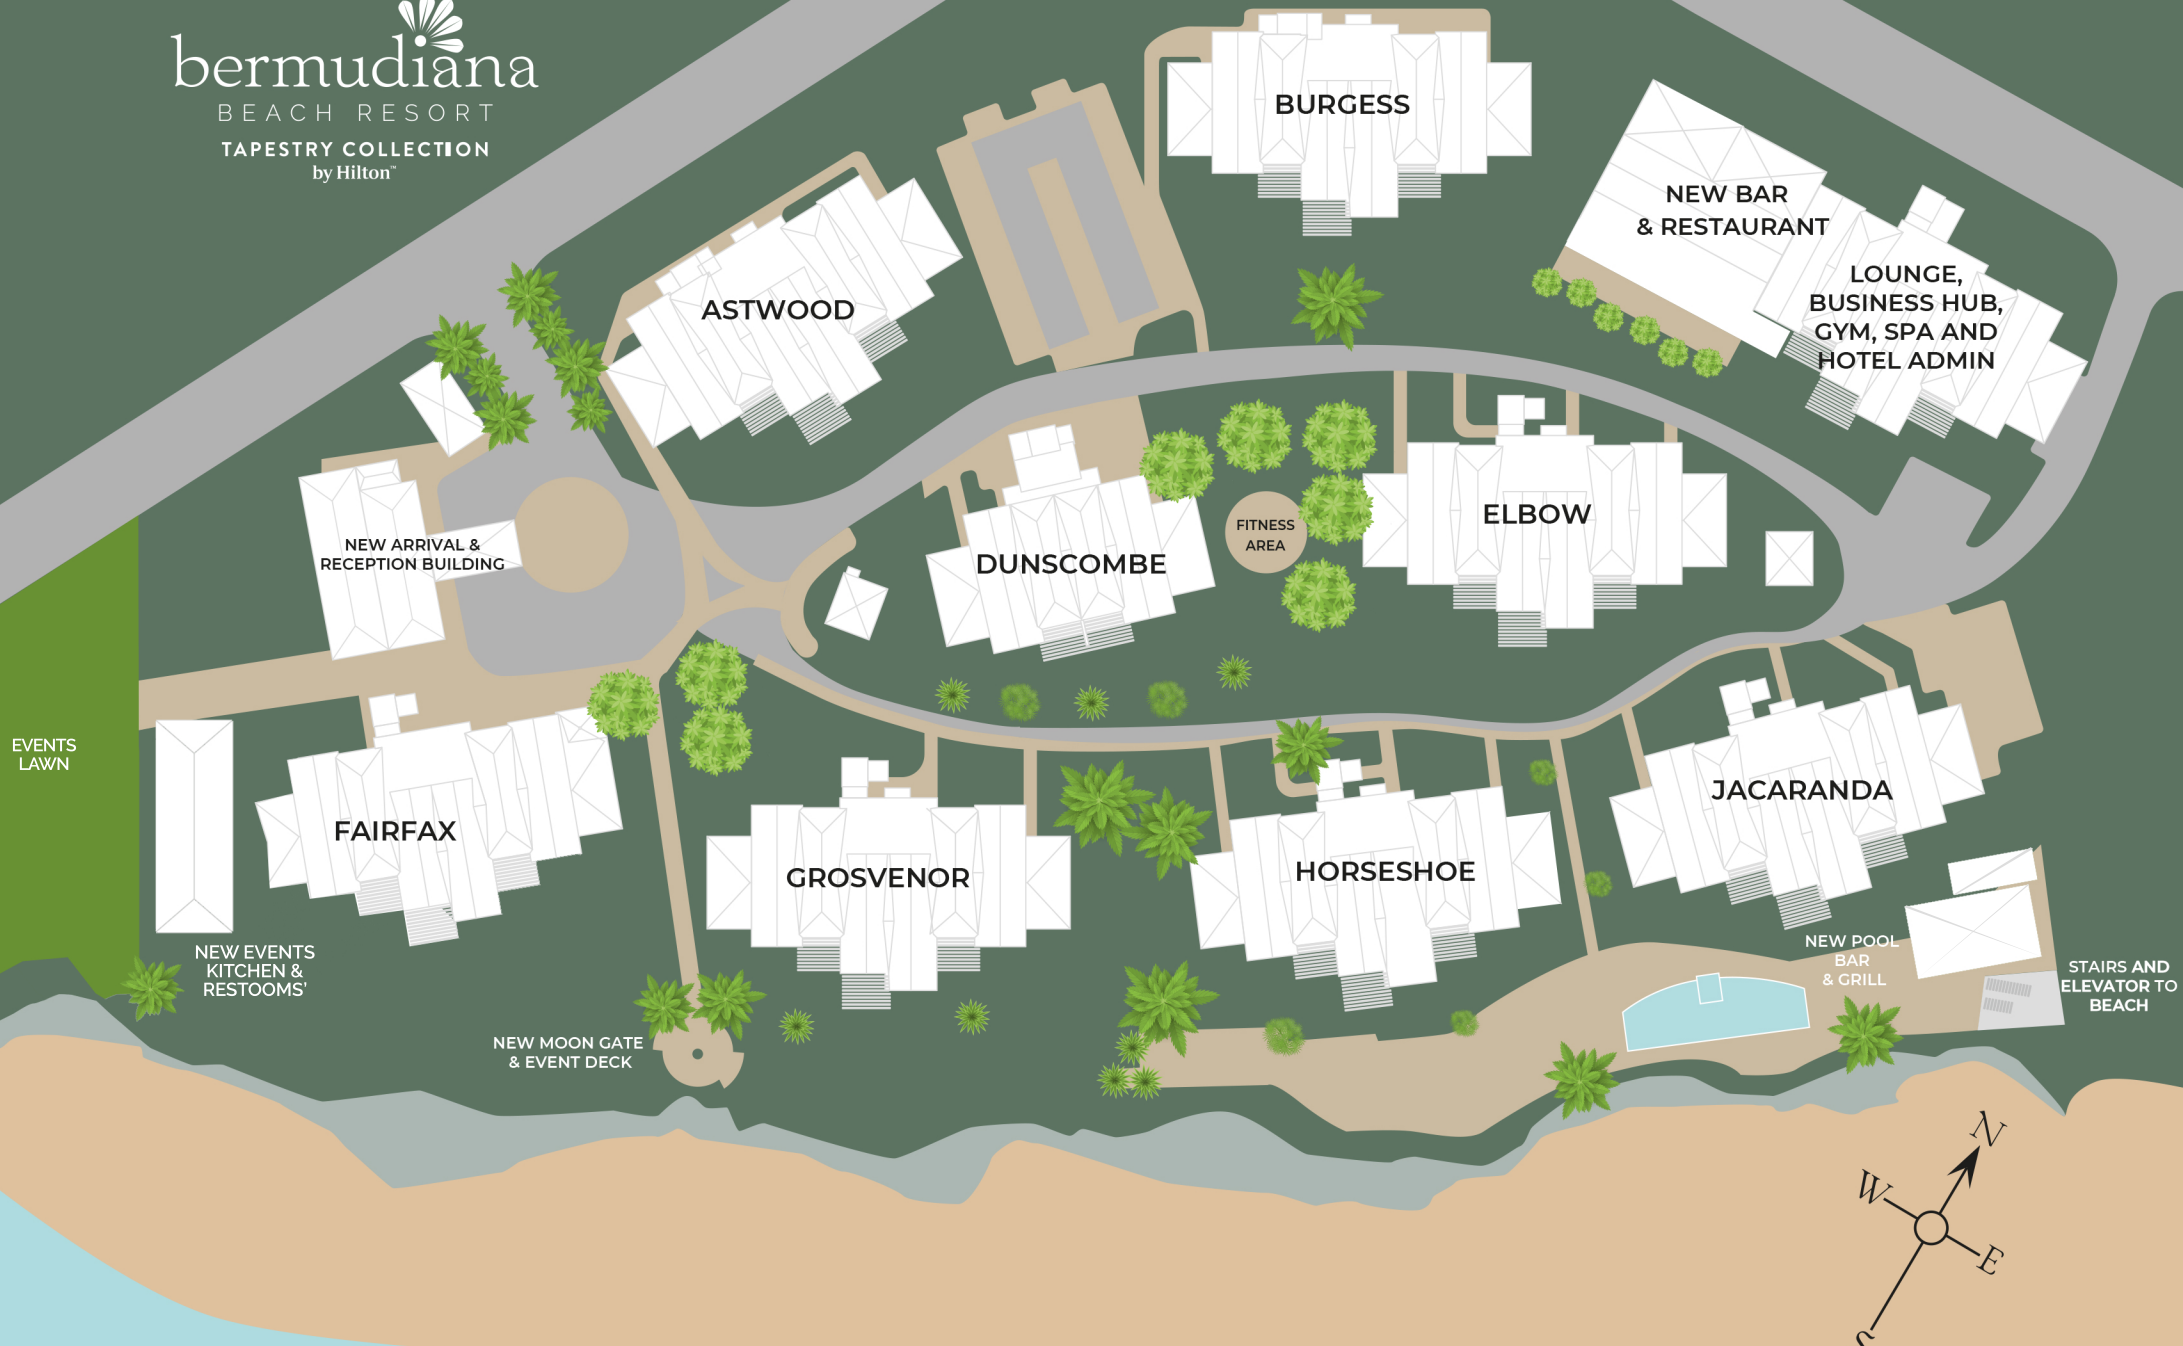 bermudiana
BEACH RESORT
TAPESTRY COLLECTION
by Hilton™
BURGESS
NEW BAR
& RESTAURANT
LOUNGE,
BUSINESS HUB,
GYM, SPA AND
HOTEL ADMIN
ASTWOOD
ELBOW
FITNESS
AREA
DUNSCOMBE
NEW ARRIVAL &
RECEPTION BUILDING
EVENTS
LAWN
FAIRFAX
GROSVENOR
HORSESHOE
JACARANDA
NEW EVENTS
KITCHEN &
RESTOOMS'
NEW POOL
BAR
& GRILL
STAIRS AND
ELEVATOR TO
BEACH
NEW MOON GATE
& EVENT DECK
N
W
E
S